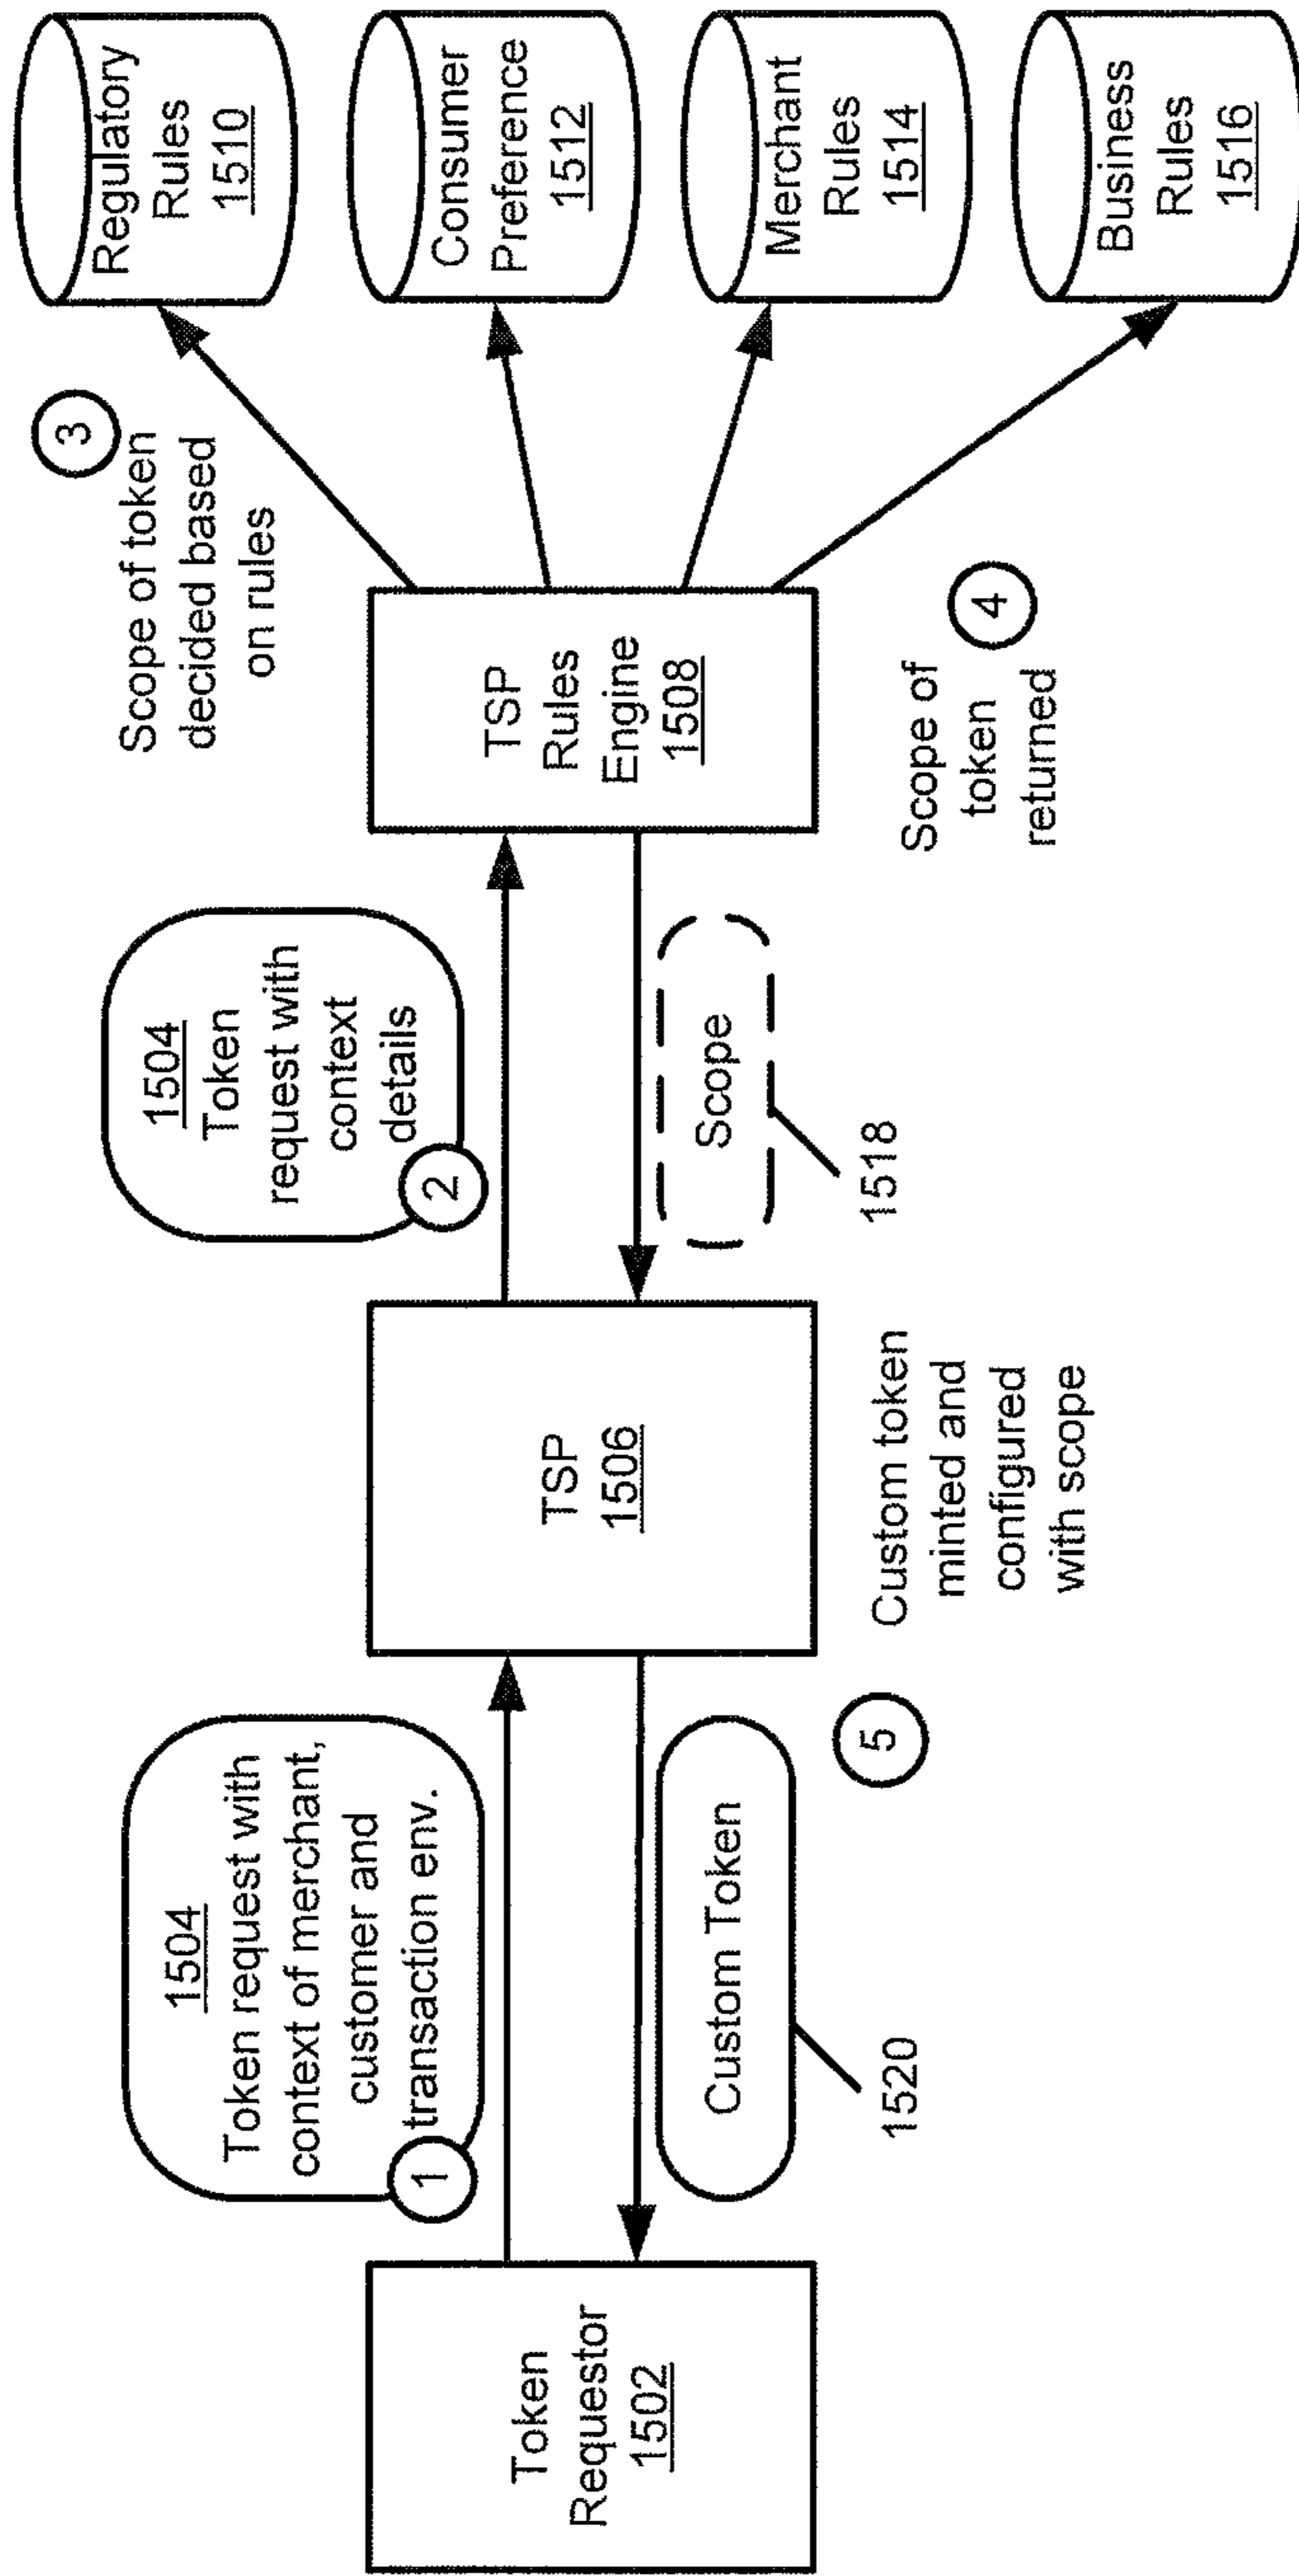 Token
Requestor
1502
1504
Token request with
context of merchant,
customer and
transaction env.
1
Custom Token
1520
5
TSP
1506
Custom token
minted and
configured
with scope
1504
Token
request with
context
details
2
Scope
1518
TSP
Rules
Engine
1508
3
Scope of token
decided based
on rules
Scope of
token
returned
4
Regulatory
Rules
1510
Consumer
Preference
1512
Merchant
Rules
1514
Business
Rules
1516